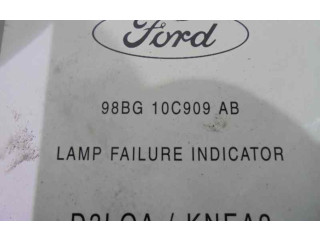 Ford
98BG 10C909 AB
LAMP FAILURE INDICATOR